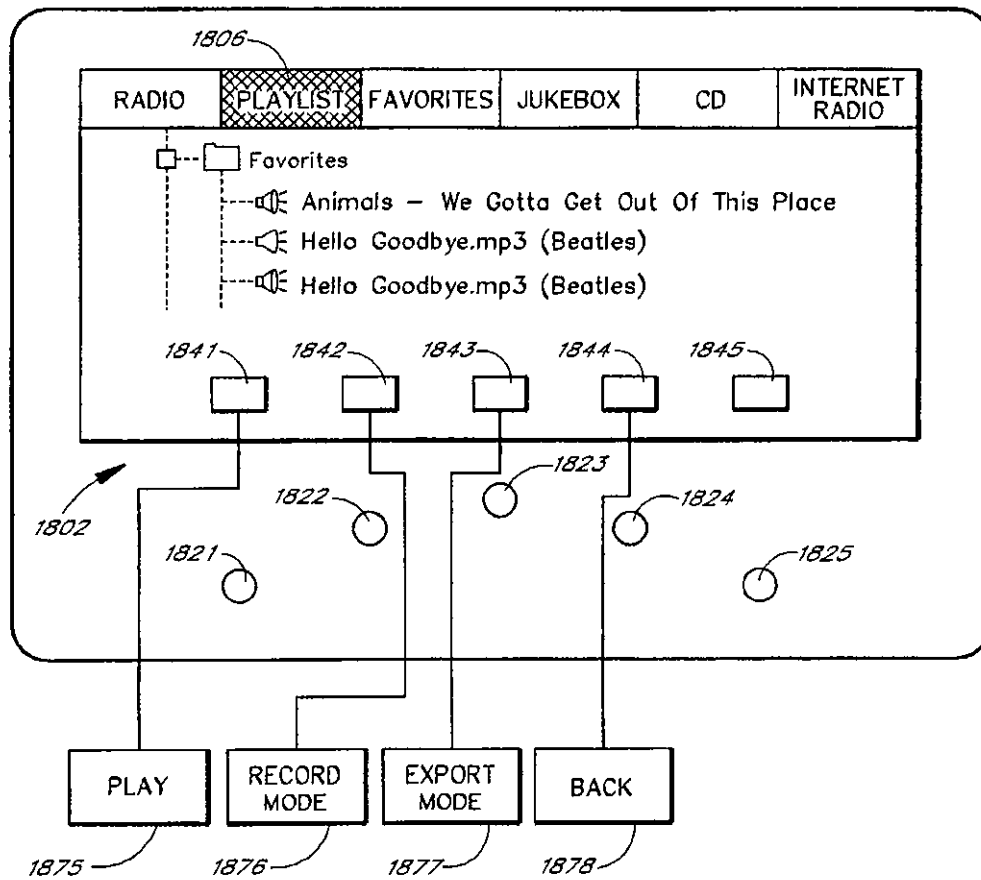 1806
RADIO PLAYLIST FAVORITES JUKEBOX CD INTERNET RADIO
Favorites
Animals – We Gotta Get Out Of This Place
Hello Goodbye.mp3 (Beatles)
Hello Goodbye.mp3 (Beatles)
1841 1842 1843 1844 1845
1802
1821 1822 1823 1824 1825
PLAY RECORD MODE EXPORT MODE BACK
1875 1876 1877 1878